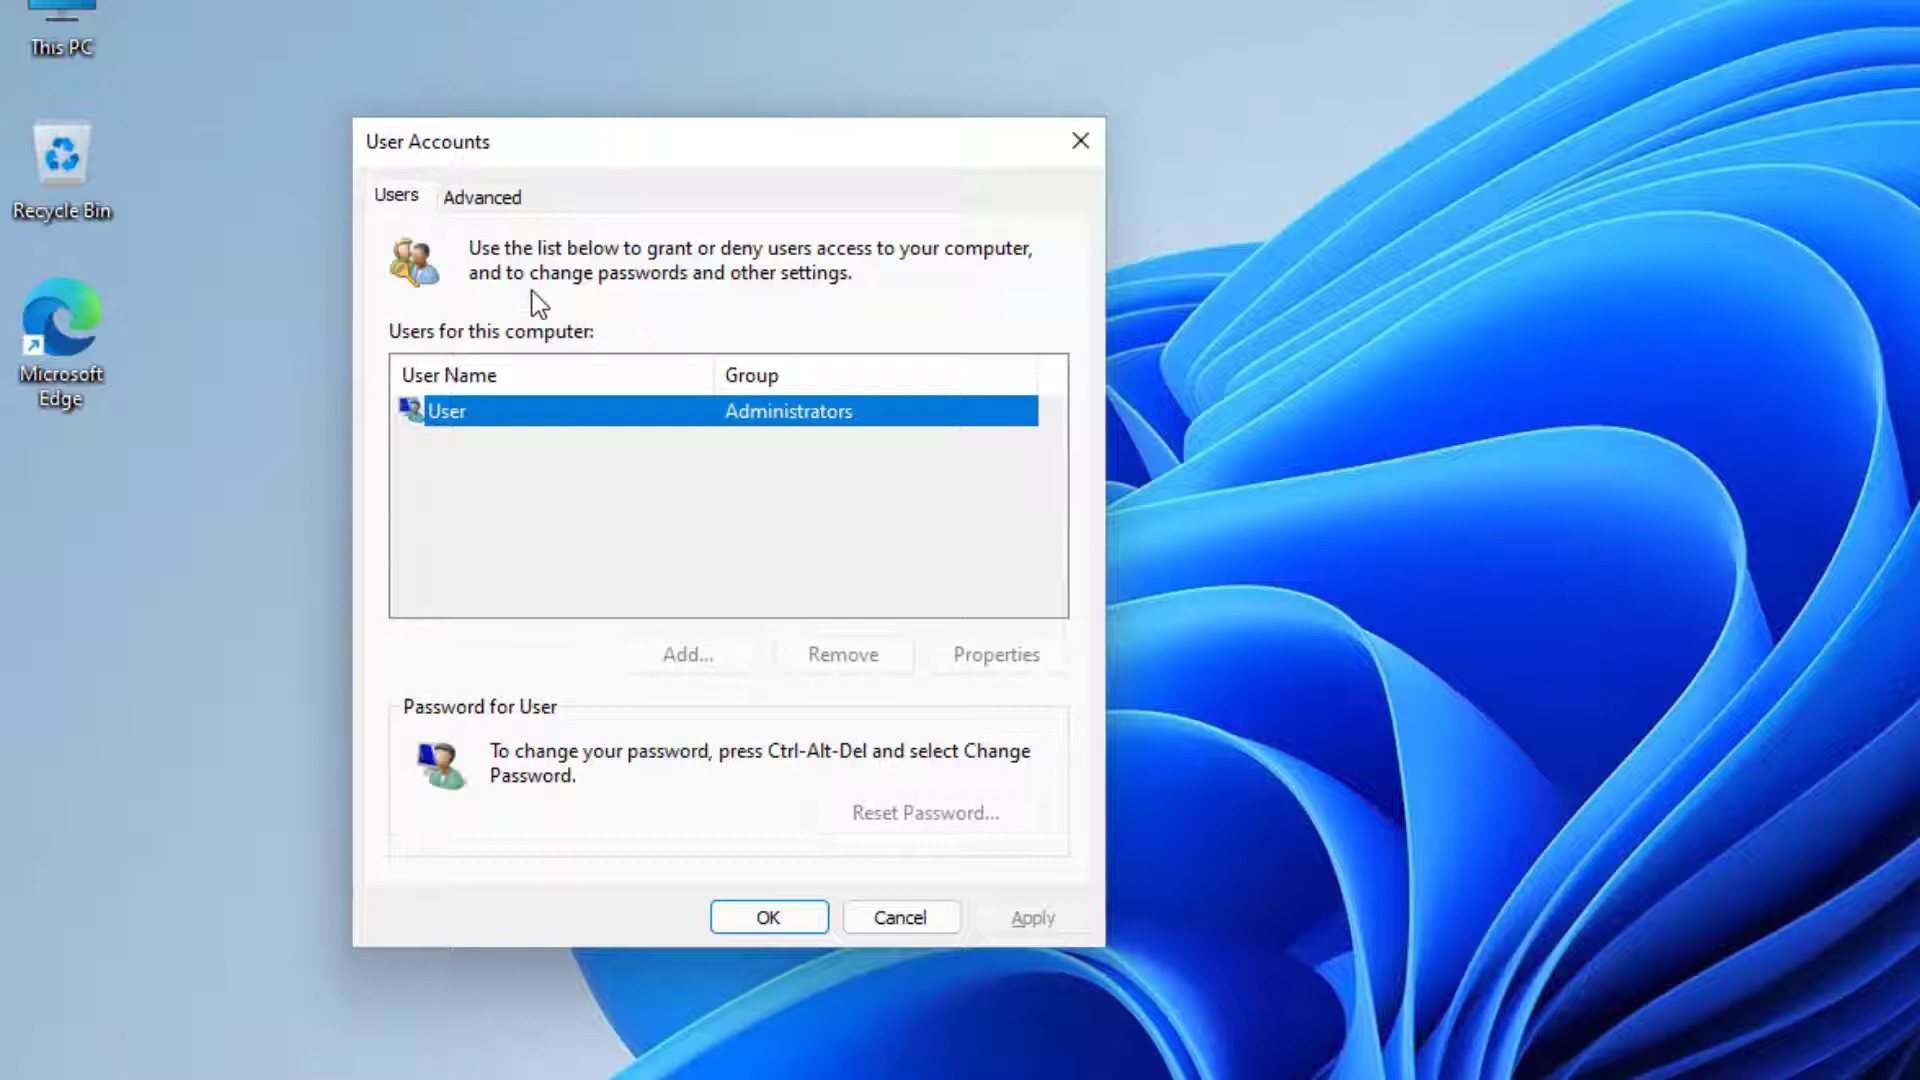 This PC
Recycle Bin
Microsoft
Edge
User Accounts
Users
Advanced
Use the list below to grant or deny users access to your computer,
and to change passwords and other settings.
Users for this computer:
User Name
Group
User
Administrators
Add...
Remove
Properties
Password for User
To change your password, press Ctrl-Alt-Del and select Change
Password.
Reset Password...
OK
Cancel
Apply